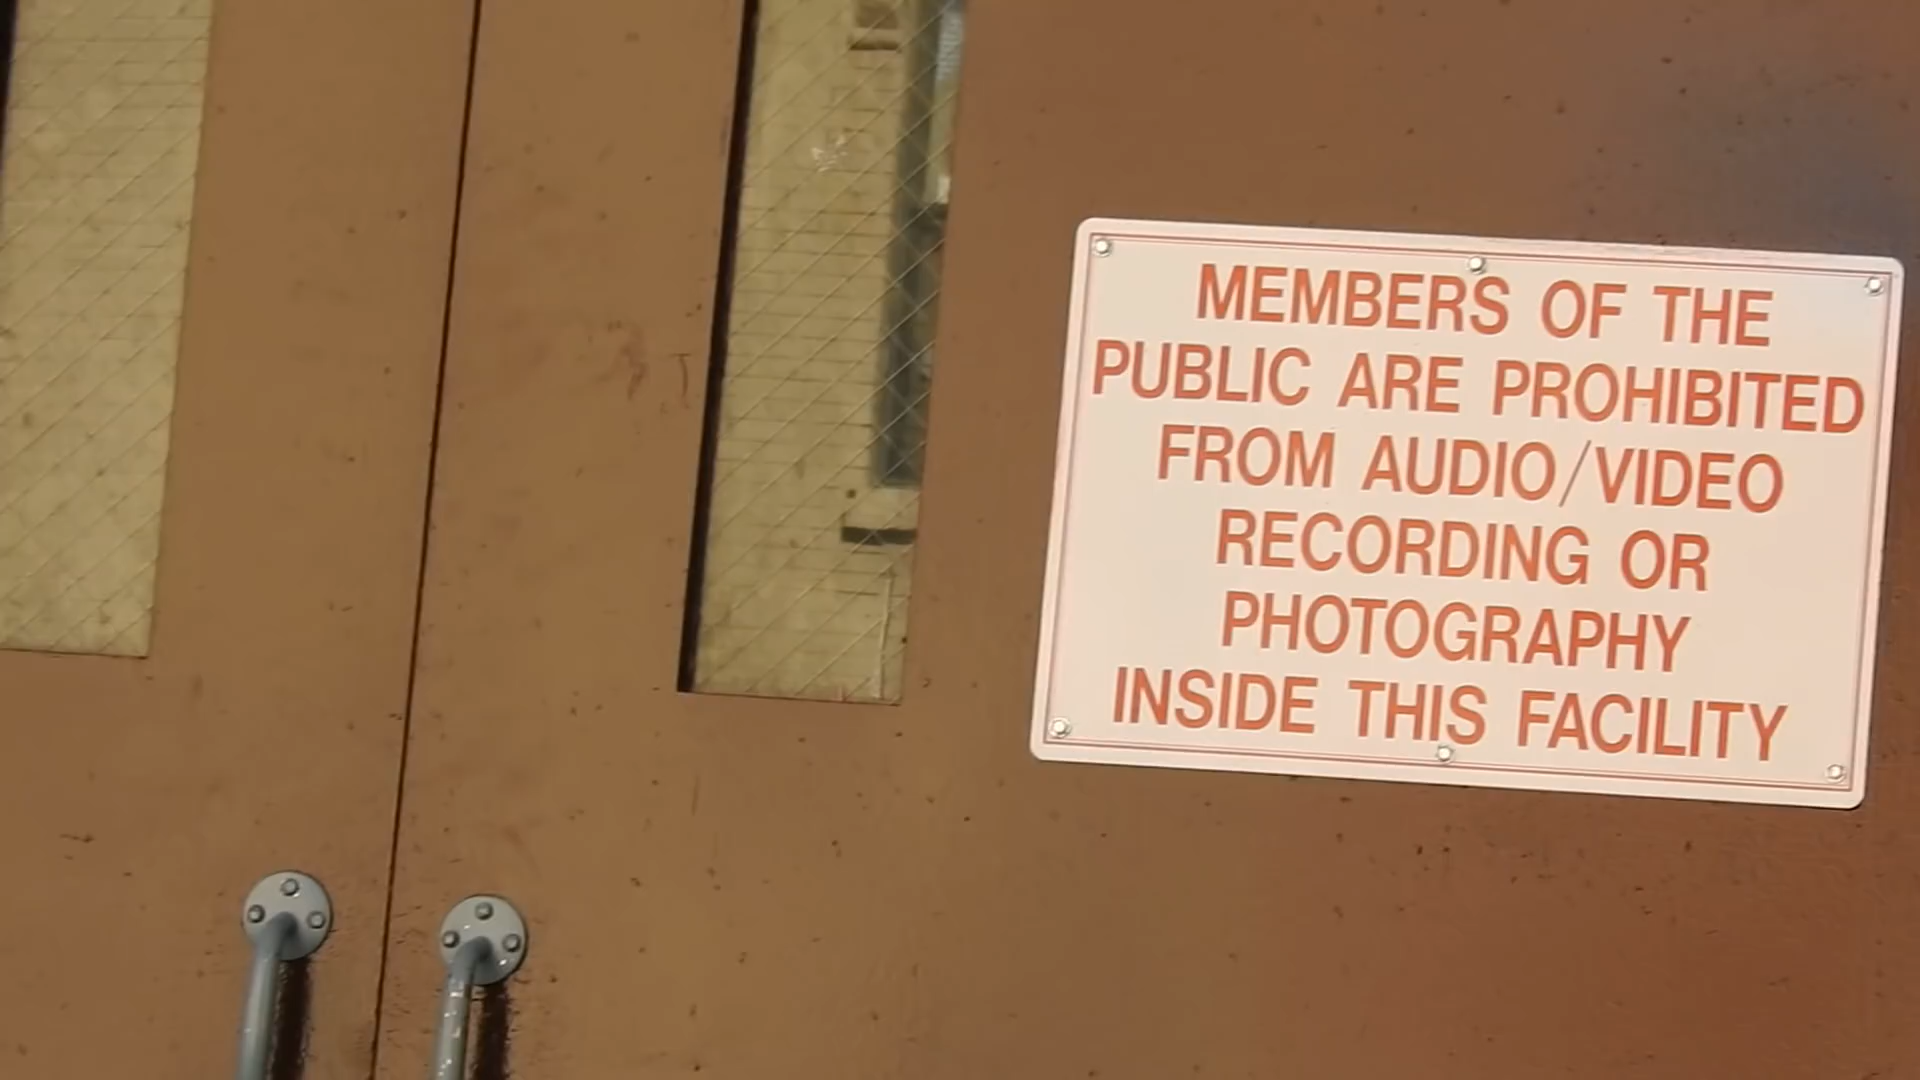 MEMBERS OF THE
PUBLIC ARE PROHIBITED
FROM AUDIO/VIDEO
RECORDING OR
PHOTOGRAPHY
INSIDE THIS FACILITY